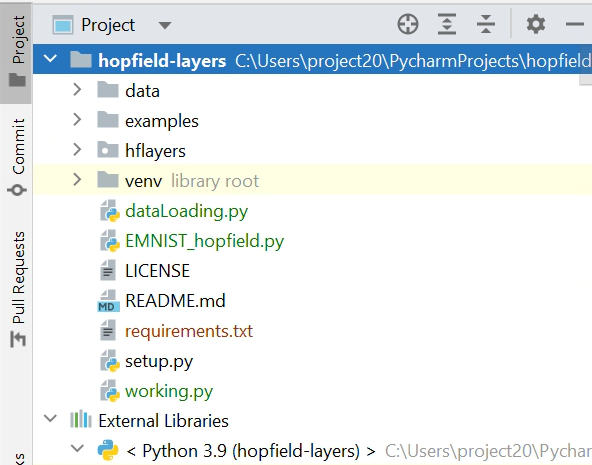 Project
Project
hopfield-layers C:\Users\project20\PycharmProjects\hopfield
data
examples
hflayers
venv library root
dataLoading.py
EMNIST_hopfield.py
LICENSE
MD README.md
requirements.txt
setup.py
working.py
External Libraries
< Python 3.9 (hopfield-layers) > C:\Users\project20\Pychar
Commit
Pull Requests